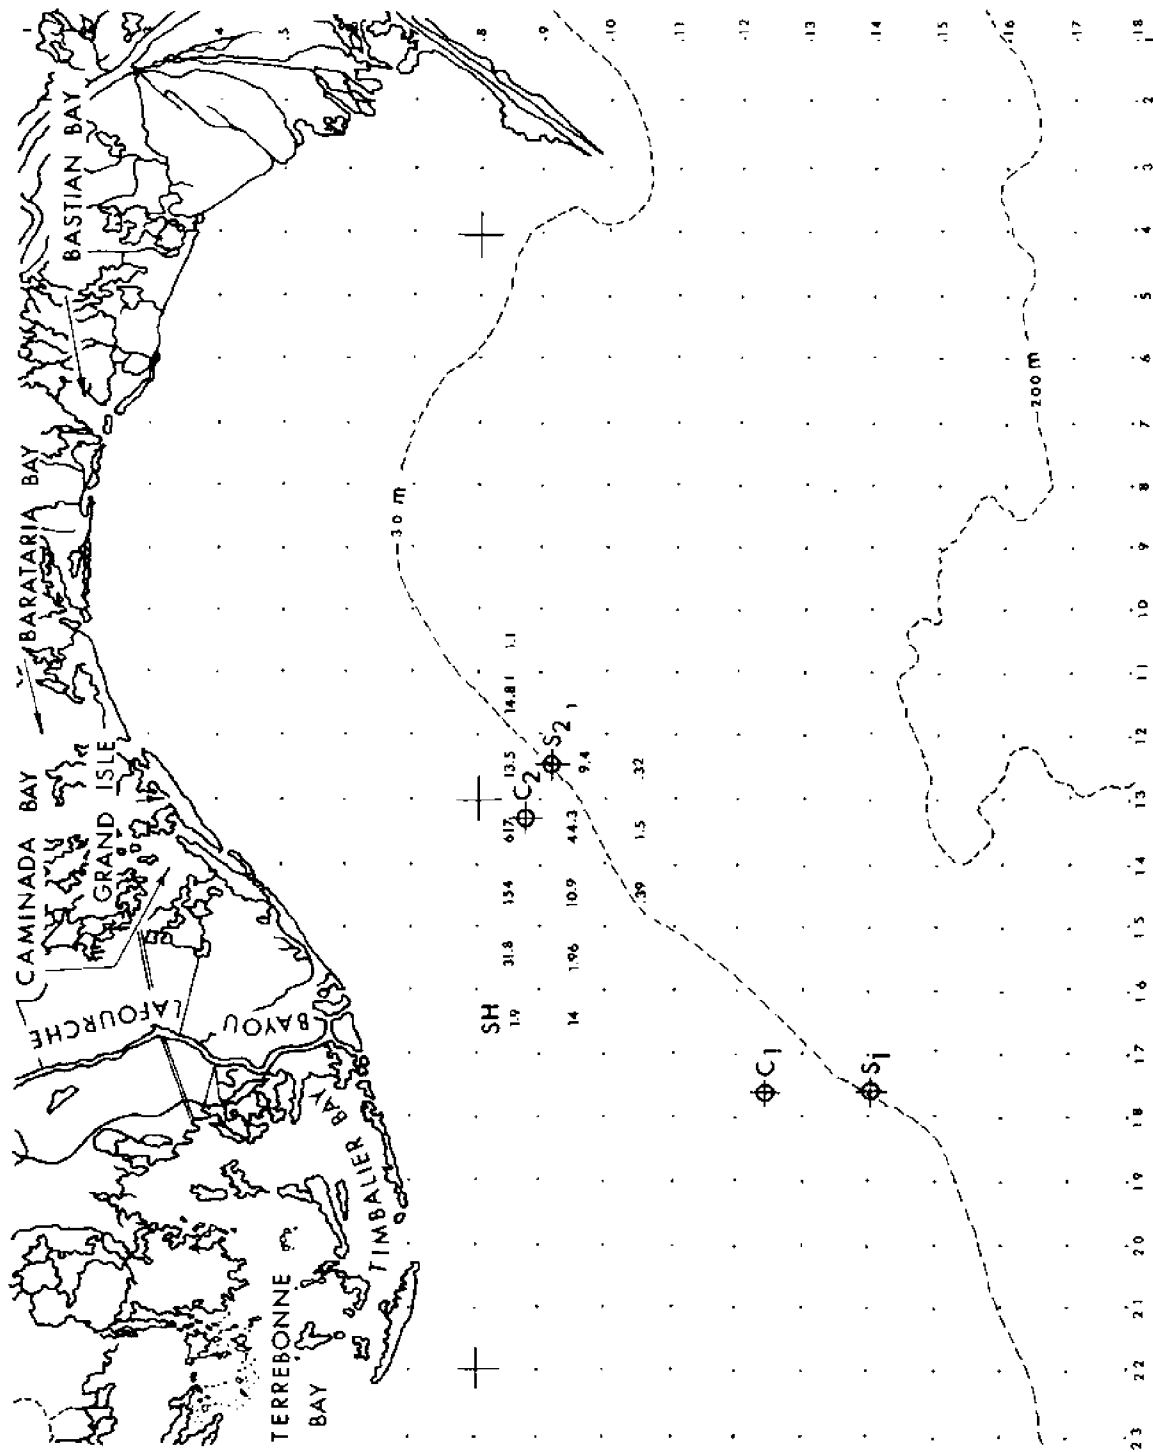 BASTIAN BAY
BARATARIA BAY
CAMINADA BAY
GRAND ISLE
BAYOU
LAFOURCHE
TIMBALIER BAY
TERREBONNE
BAY
30 m
200 m
SH
1.9 31.8 154 617 13.5 14.81 1.1
14 1.96 10.9 44.3 9.4 1
.39 1.5 .32
C2
S2
C1
S1
1 .4 .5 .8 .9 .10 .11 .12 .13 .14 .15 .16 .17 .18
1 2 3 4 5 6 7 8 9 10 11 12 13 14 15 16 17 18 19 20 21 22 23